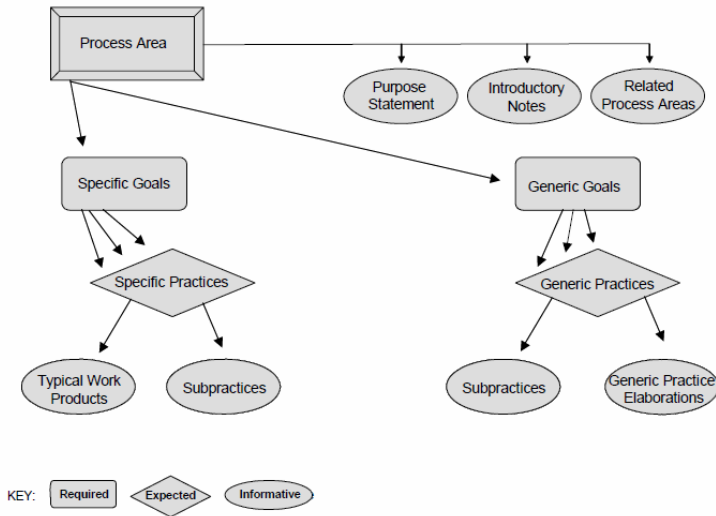 Process Area
Purpose
Statement
Introductory
Notes
Related
Process Areas
Specific Goals
Generic Goals
Specific Practices
Generic Practices
Typical Work
Products
Subpractices
Subpractices
Generic Practice
Elaborations
KEY:
Required
Expected
Informative